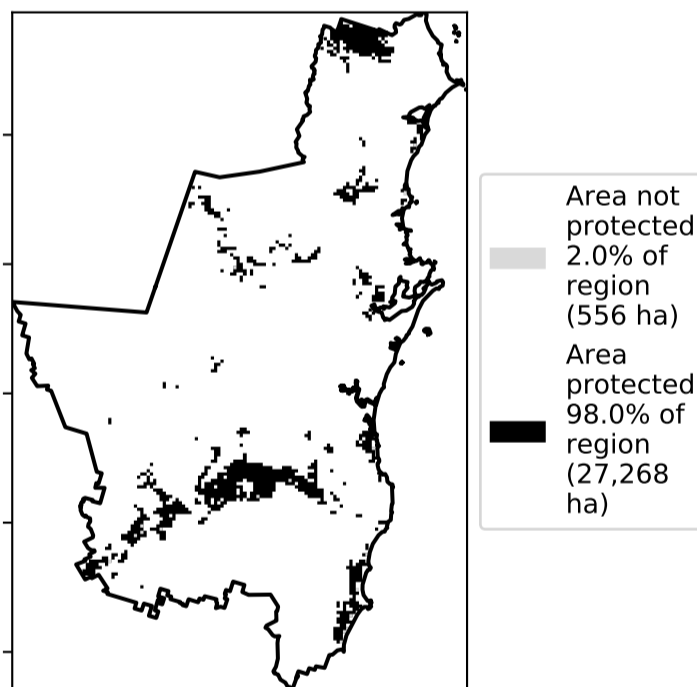 Area not
protected
2.0% of
region
(556 ha)
Area
protected
98.0% of
region
(27,268
ha)